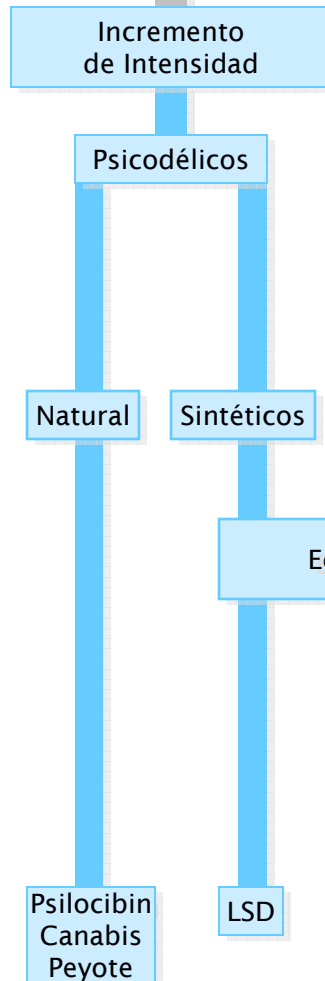 Incremento
de Intensidad
Psicodélicos
Natural
Sintéticos
Psilocibin
Canabis
Peyote
LSD